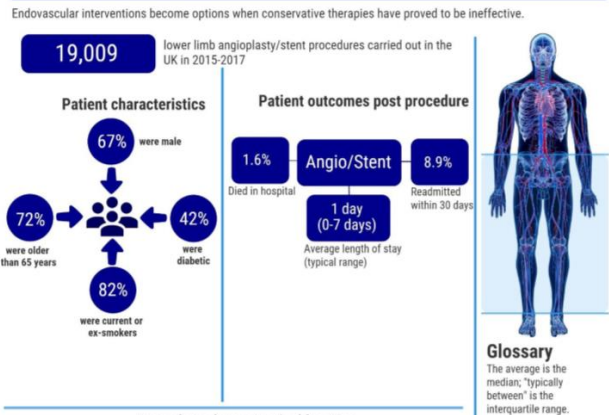 Endovascular interventions become options when conservative therapies have proved to be ineffective.
19,009
lower limb angioplasty/stent procedures carried out in the
UK in 2015-2017
Patient characteristics
67%
were male
72%
were older
than 65 years
42%
were
diabetic
82%
were current or
ex-smokers
Patient outcomes post procedure
1.6%
Died in hospital
Angio/Stent
8.9%
Readmitted
within 30 days
1 day
(0-7 days)
Average length of stay
(typical range)
Glossary
The average is the
median; "typically
between" is the
interquartile range.